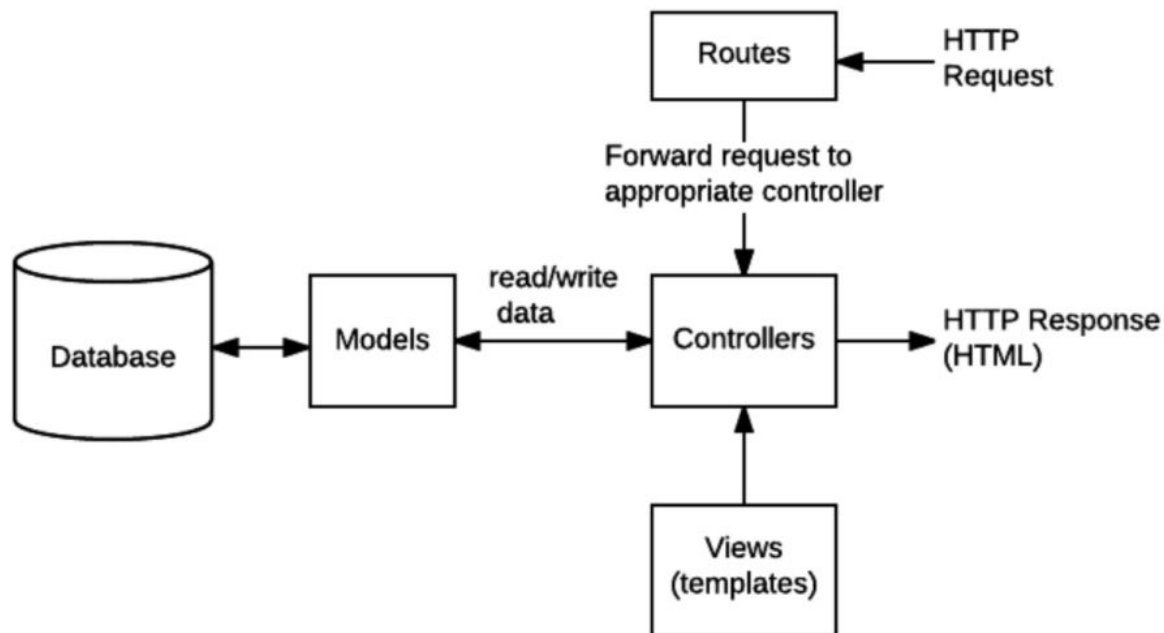 Routes
HTTP
Request
Forward request to
appropriate controller
Database
Models
read/write
data
Controllers
HTTP Response
(HTML)
Views
(templates)